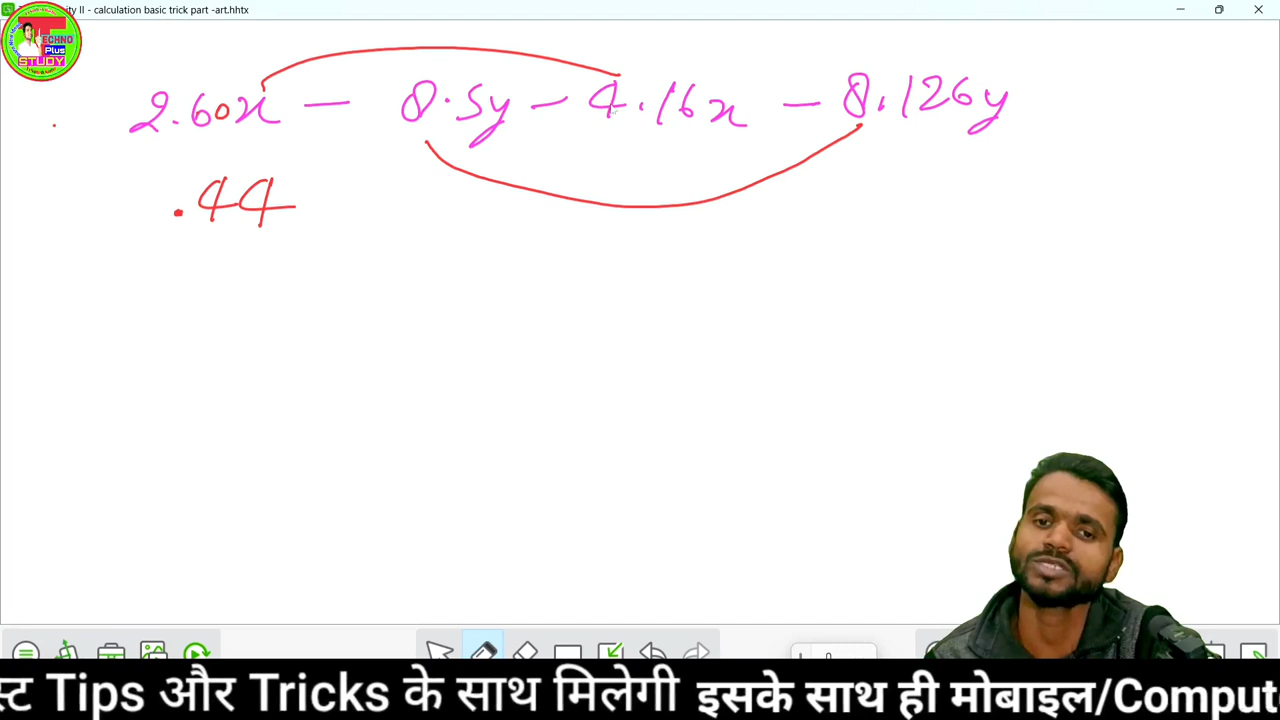 ity II - calculation basic trick part -art.hhtx
TECHNO
Plus
STUDY
2.60x - 8.5y - 4.16x - 8.126y
.44
स्ट Tips और Tricks के साथ मिलेगी इसके साथ ही मोबाइल/Comput